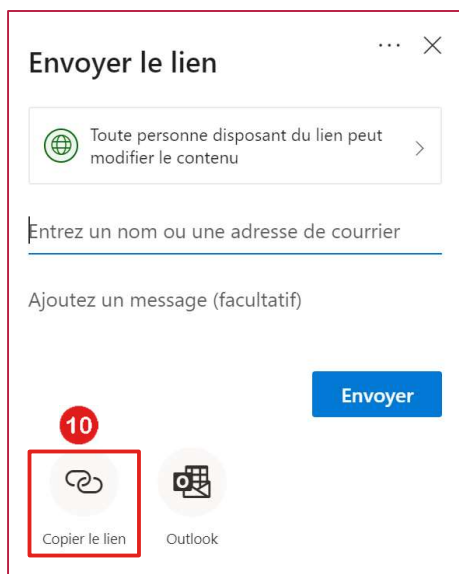 Envoyer le lien
Toute personne disposant du lien peut
modifier le contenu
Entrez un nom ou une adresse de courrier
Ajoutez un message (facultatif)
Envoyer
10
Copier le lien
Outlook